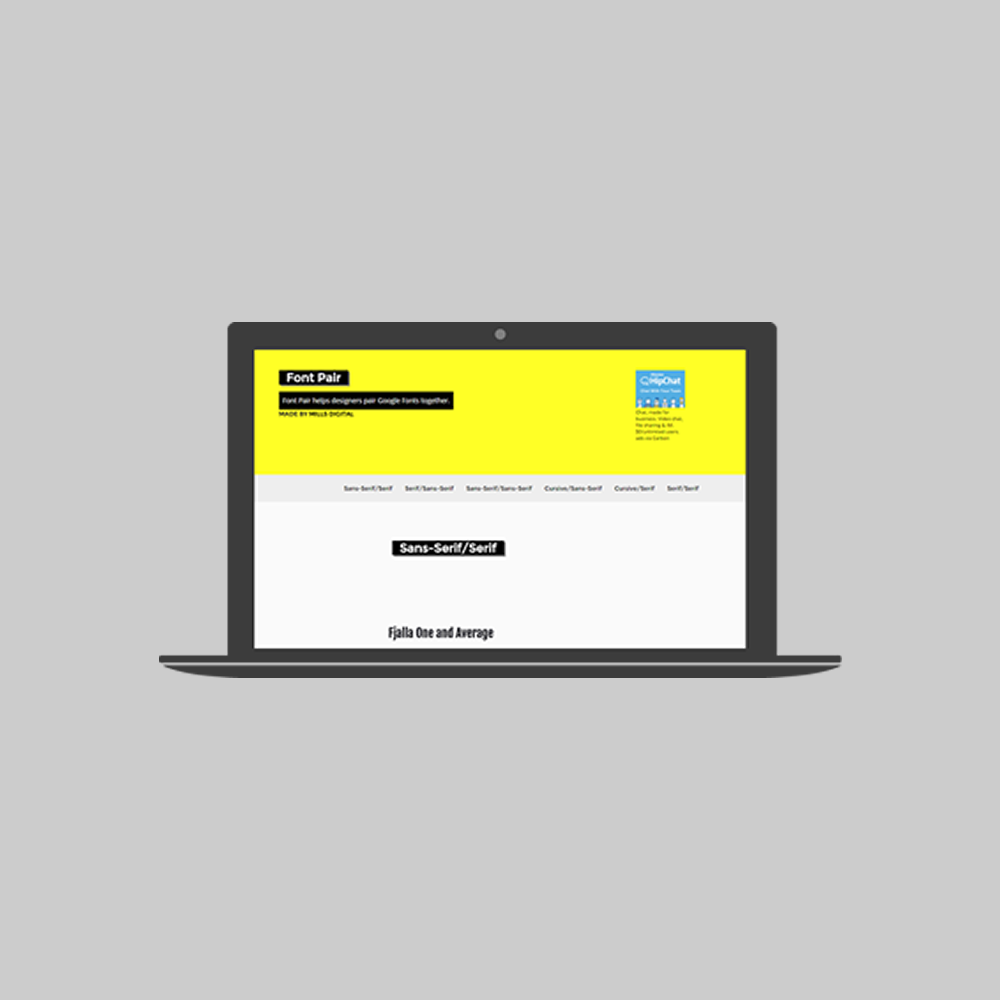 Font Pair
Font Pair helps designers pair Google Fonts together.
MADE BY MILLS DIGITAL
HipChat
Chat With Your Team
Chat, made for
business. Video chat,
file sharing & All
$0 unlimited users
ads via Carbon
Sans-Serif/Serif Serif/Sans-Serif Sans-Serif/Sans-Serif Cursive/Sans-Serif Cursive/Serif Serif/Serif
Sans-Serif/Serif
Fjalla One and Average